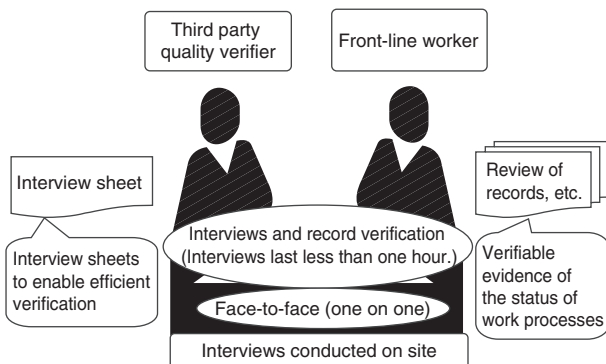 Third party
quality verifier
Front-line worker
Interview sheet
Review of
records, etc.
Interviews and record verification
(Interviews last less than one hour.)
Interview sheets
to enable efficient
verification
Verifiable
evidence of
the status of
work processes
Face-to-face (one on one)
Interviews conducted on site